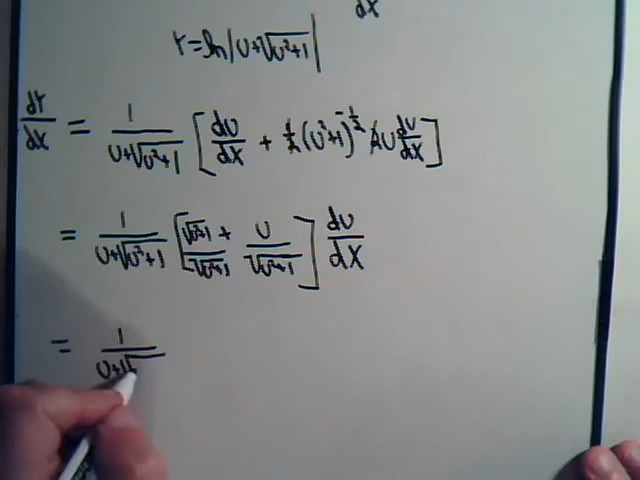 dx
Y = ln|U+√(U²+1)|
dY/dx = 1/(U+√(U²+1)) [dU/dx + 1/2(U²+1)^(-1/2) 2U dU/dx]
= 1/(U+√(U²+1)) [√(U²+1)/√(U²+1) + U/√(U²+1)] dU/dx
= 1/(U+√